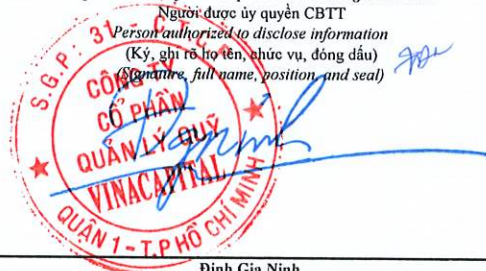 Người được ủy quyền CBTT
Person authorized to disclose information
(Ký, ghi rõ họ tên, chức vụ, đóng dấu)
(Signature, full name, position, and seal)
S.G.P: 31 - C.T.C.P
CÔNG TY
CỔ PHẦN
QUẢN LÝ QUỸ
VINACAPITAL
QUẬN 1 - T.P HỒ CHÍ MINH
Đinh Gia Ninh